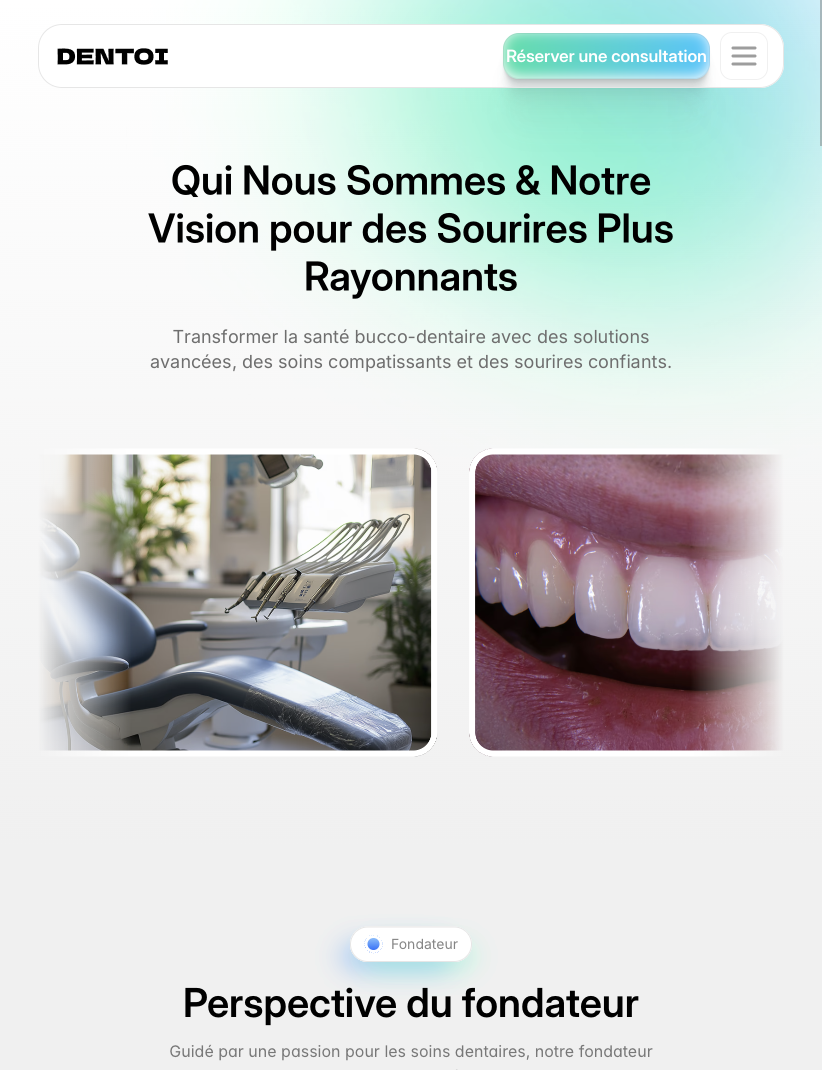 DENTOI
Réserver une consultation
Qui Nous Sommes & Notre
Vision pour des Sourires Plus
Rayonnants
Transformer la santé bucco-dentaire avec des solutions
avancées, des soins compatissants et des sourires confiants.
Fondateur
Perspective du fondateur
Guidé par une passion pour les soins dentaires, notre fondateur